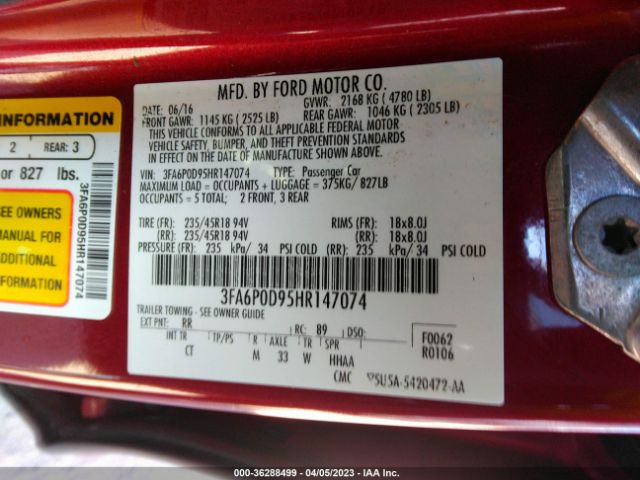 INFORMATION
2 REAR: 3
or 827 lbs.
3FA6P0D95HR147074
SEE OWNERS
MANUAL FOR
ADDITIONAL
INFORMATION
MFD. BY FORD MOTOR CO.
DATE: 06/16 GVWR: 2168 KG ( 4780 LB)
FRONT GAWR: 1145 KG ( 2525 LB) REAR GAWR: 1046 KG ( 2305 LB)
THIS VEHICLE CONFORMS TO ALL APPLICABLE FEDERAL MOTOR
VEHICLE SAFETY, BUMPER, AND THEFT PREVENTION STANDARDS
IN EFFECT ON THE DATE OF MANUFACTURE SHOWN ABOVE.
VIN: 3FA6P0D95HR147074 TYPE: Passenger Car
MAXIMUM LOAD = OCCUPANTS + LUGGAGE = 375KG/ 827LB
OCCUPANTS = 5 TOTAL; 2 FRONT, 3 REAR
TIRE (FR): 235/45R18 94V RIMS (FR): 18x8.0J
(RR): 235/45R18 94V (RR): 18x8.0J
PRESSURE (FR): 235 kPa/ 34 PSI COLD (RR): 235 kPa/ 34 PSI COLD
3FA6P0D95HR147074
TRAILER TOWING - SEE OWNER GUIDE
EXT PNT: RR RC: 89 DSO: F0062
INT TR TP/PS R AXLE TR SPR R0106
CT M 33 W HHAA
CMC 5U5A-5420472-AA
000-36288499 - 04/05/2023 - IAA Inc.